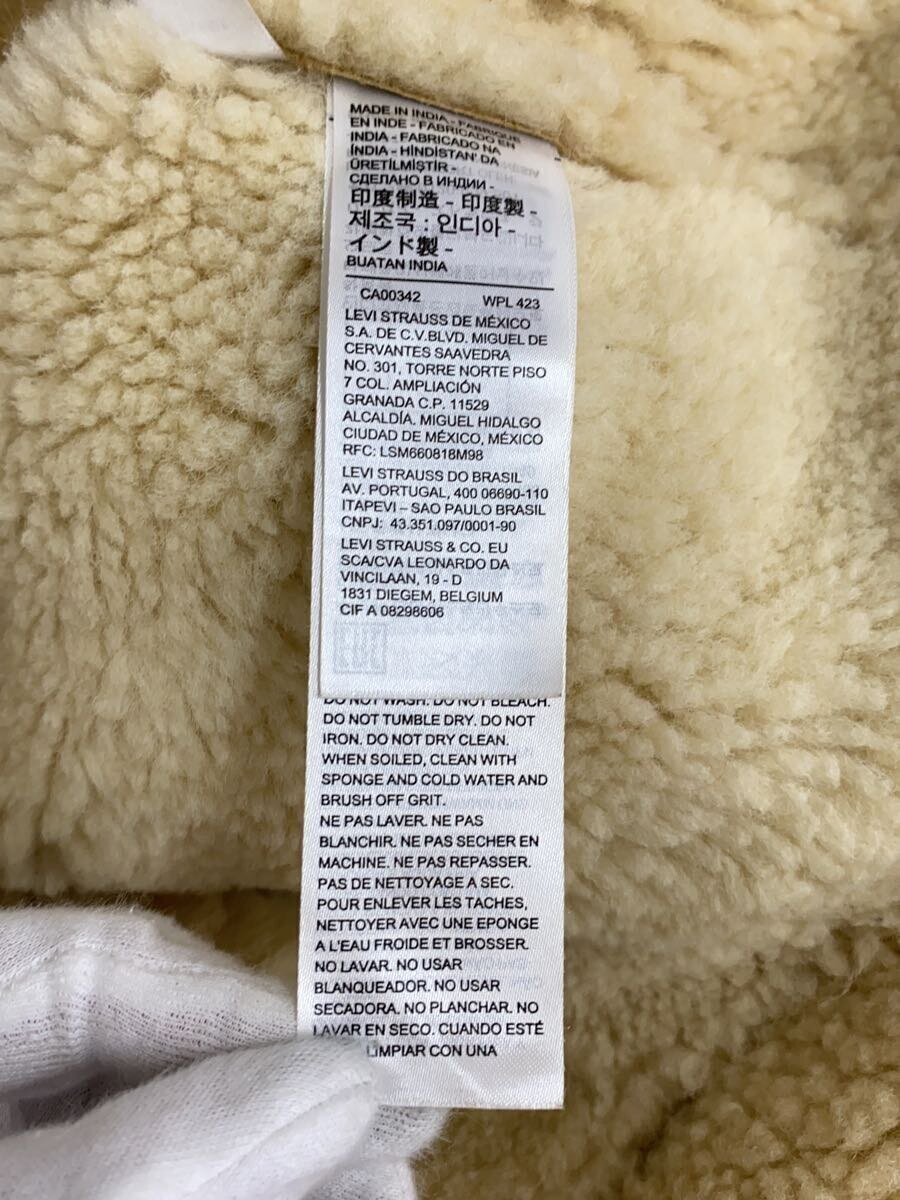 MADE IN INDIA - FABRIQUE
EN INDE - FABRICADO EN
INDIA - FABRICADO NA
ÍNDIA - HİNDİSTAN' DA
ÜRETİLMİŞTİR -
СДЕЛАНО В ИНДИИ -
印度制造 - 印度製 -
제조국 : 인디아 -
インド製 -
BUATAN INDIA
CA00342 WPL 423
LEVI STRAUSS DE MÉXICO
S.A. DE C.V.BLVD. MIGUEL DE
CERVANTES SAAVEDRA
NO. 301, TORRE NORTE PISO
7 COL. AMPLIACIÓN
GRANADA C.P. 11529
ALCALDÍA. MIGUEL HIDALGO
CIUDAD DE MÉXICO, MÉXICO
RFC: LSM660818M98
LEVI STRAUSS DO BRASIL
AV. PORTUGAL, 400 06690-110
ITAPEVI – SAO PAULO BRASIL
CNPJ: 43.351.097/0001-90
LEVI STRAUSS & CO. EU
SCA/CVA LEONARDO DA
VINCILAAN, 19 - D
1831 DIEGEM, BELGIUM
CIF A 08298606
DO NOT WASH. DO NOT BLEACH.
DO NOT TUMBLE DRY. DO NOT
IRON. DO NOT DRY CLEAN.
WHEN SOILED, CLEAN WITH
SPONGE AND COLD WATER AND
BRUSH OFF GRIT.
NE PAS LAVER. NE PAS
BLANCHIR. NE PAS SECHER EN
MACHINE. NE PAS REPASSER.
PAS DE NETTOYAGE A SEC.
POUR ENLEVER LES TACHES,
NETTOYER AVEC UNE EPONGE
A L'EAU FROIDE ET BROSSER.
NO LAVAR. NO USAR
BLANQUEADOR. NO USAR
SECADORA. NO PLANCHAR. NO
LAVAR EN SECO. CUANDO ESTÉ
LIMPIAR CON UNA